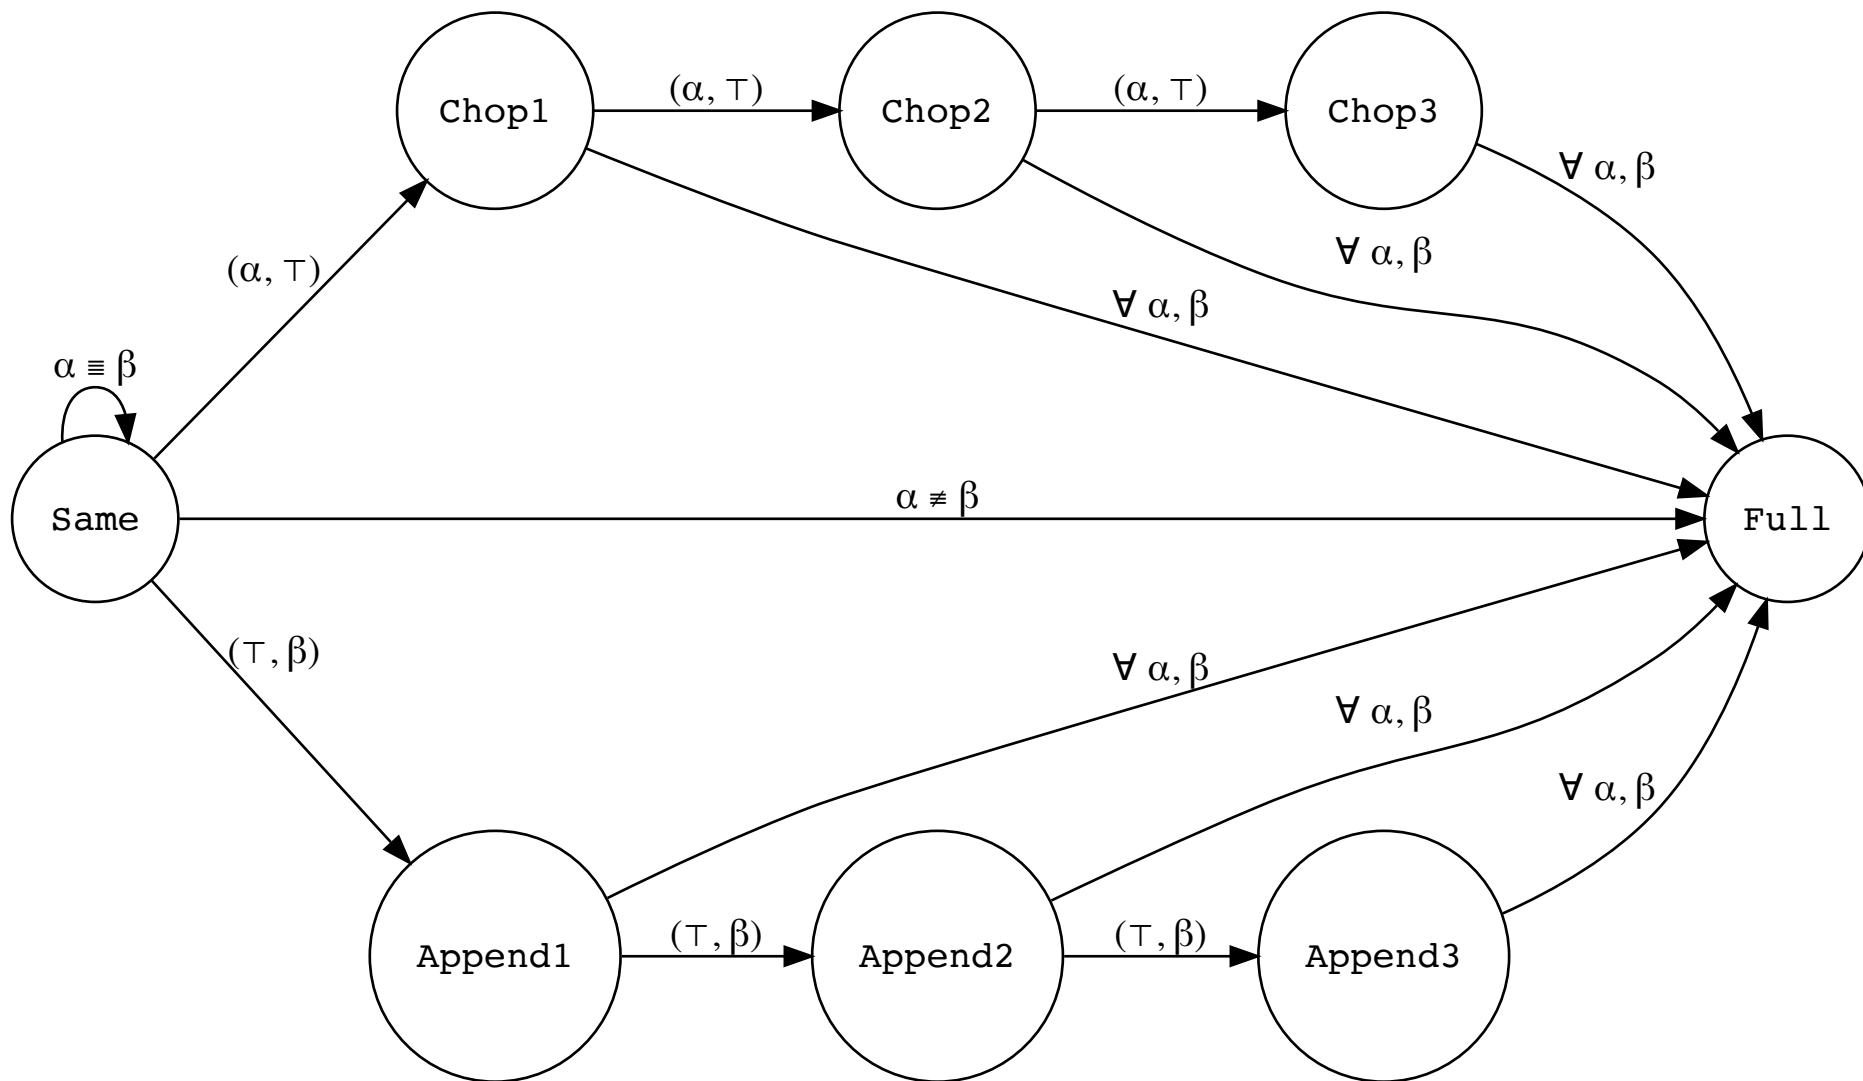 Chop1
(α, ⊤)
Chop2
(α, ⊤)
Chop3
∀ α, β
(α, ⊤)
∀ α, β
∀ α, β
α ≡ β
Same
α ≢ β
Full
(⊤, β)
∀ α, β
∀ α, β
∀ α, β
Append1
(⊤, β)
Append2
(⊤, β)
Append3